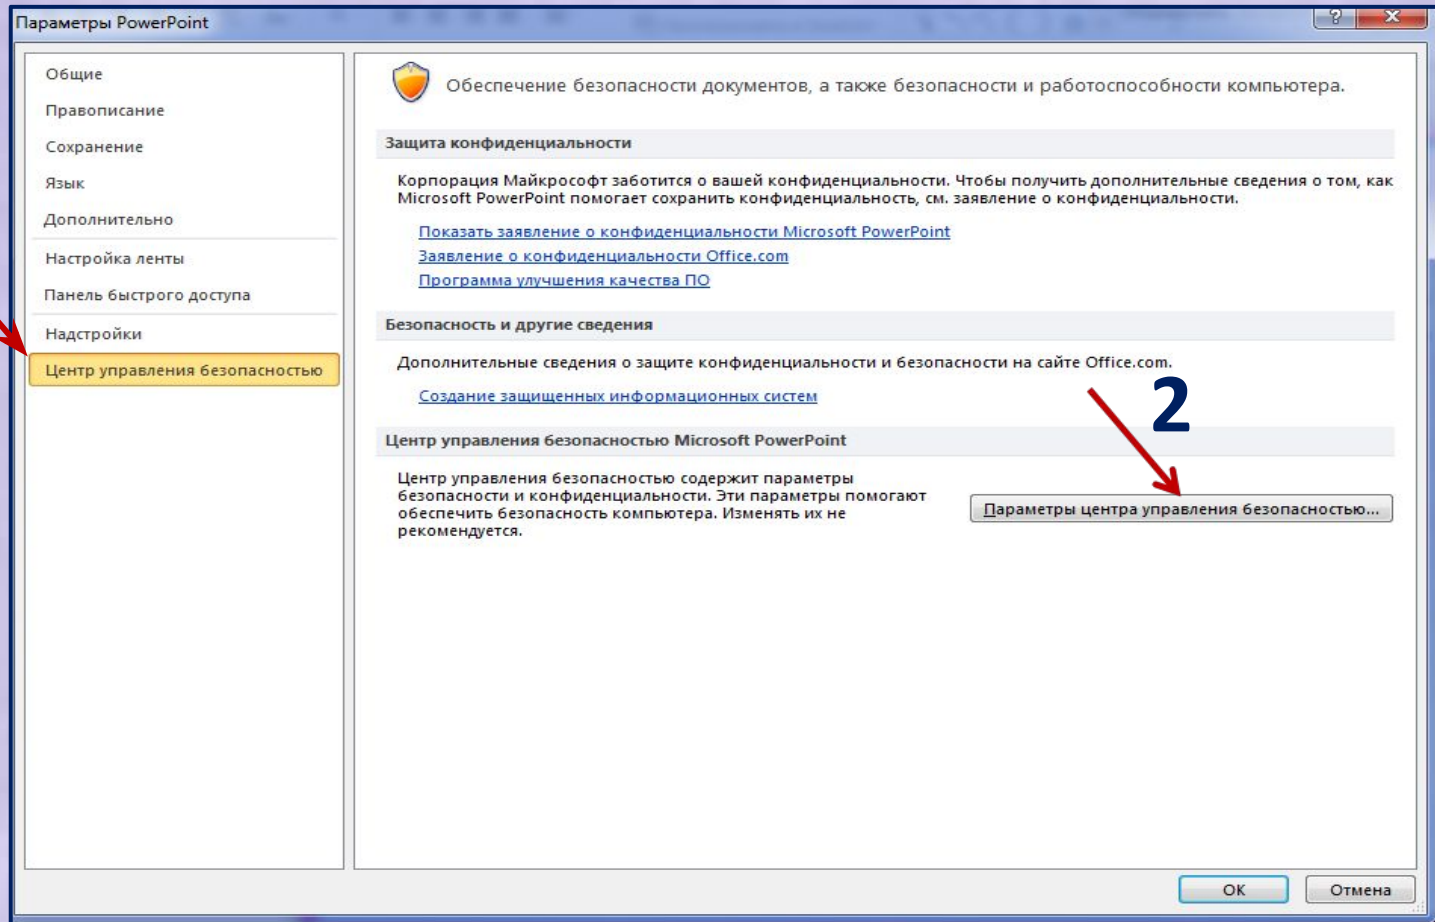 Параметры PowerPoint
Общие
Правописание
Сохранение
Язык
Дополнительно
Настройка ленты
Панель быстрого доступа
Надстройки
Центр управления безопасностью
Обеспечение безопасности документов, а также безопасности и работоспособности компьютера.
Защита конфиденциальности
Корпорация Майкрософт заботится о вашей конфиденциальности. Чтобы получить дополнительные сведения о том, как
Microsoft PowerPoint помогает сохранить конфиденциальность, см. заявление о конфиденциальности.
Показать заявление о конфиденциальности Microsoft PowerPoint
Заявление о конфиденциальности Office.com
Программа улучшения качества ПО
Безопасность и другие сведения
Дополнительные сведения о защите конфиденциальности и безопасности на сайте Office.com.
Создание защищенных информационных систем
2
Центр управления безопасностью Microsoft PowerPoint
Центр управления безопасностью содержит параметры
безопасности и конфиденциальности. Эти параметры помогают
обеспечить безопасность компьютера. Изменять их не
рекомендуется.
Параметры центра управления безопасностью...
ОК
Отмена